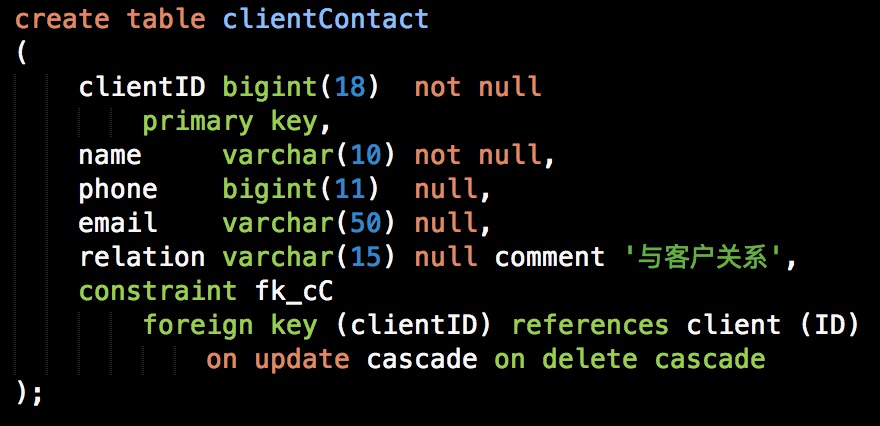 create table clientContact
(
    clientID bigint(18)  not null
        primary key,
    name     varchar(10) not null,
    phone    bigint(11)  null,
    email    varchar(50) null,
    relation varchar(15) null comment '与客户关系',
    constraint fk_cC
        foreign key (clientID) references client (ID)
            on update cascade on delete cascade
);